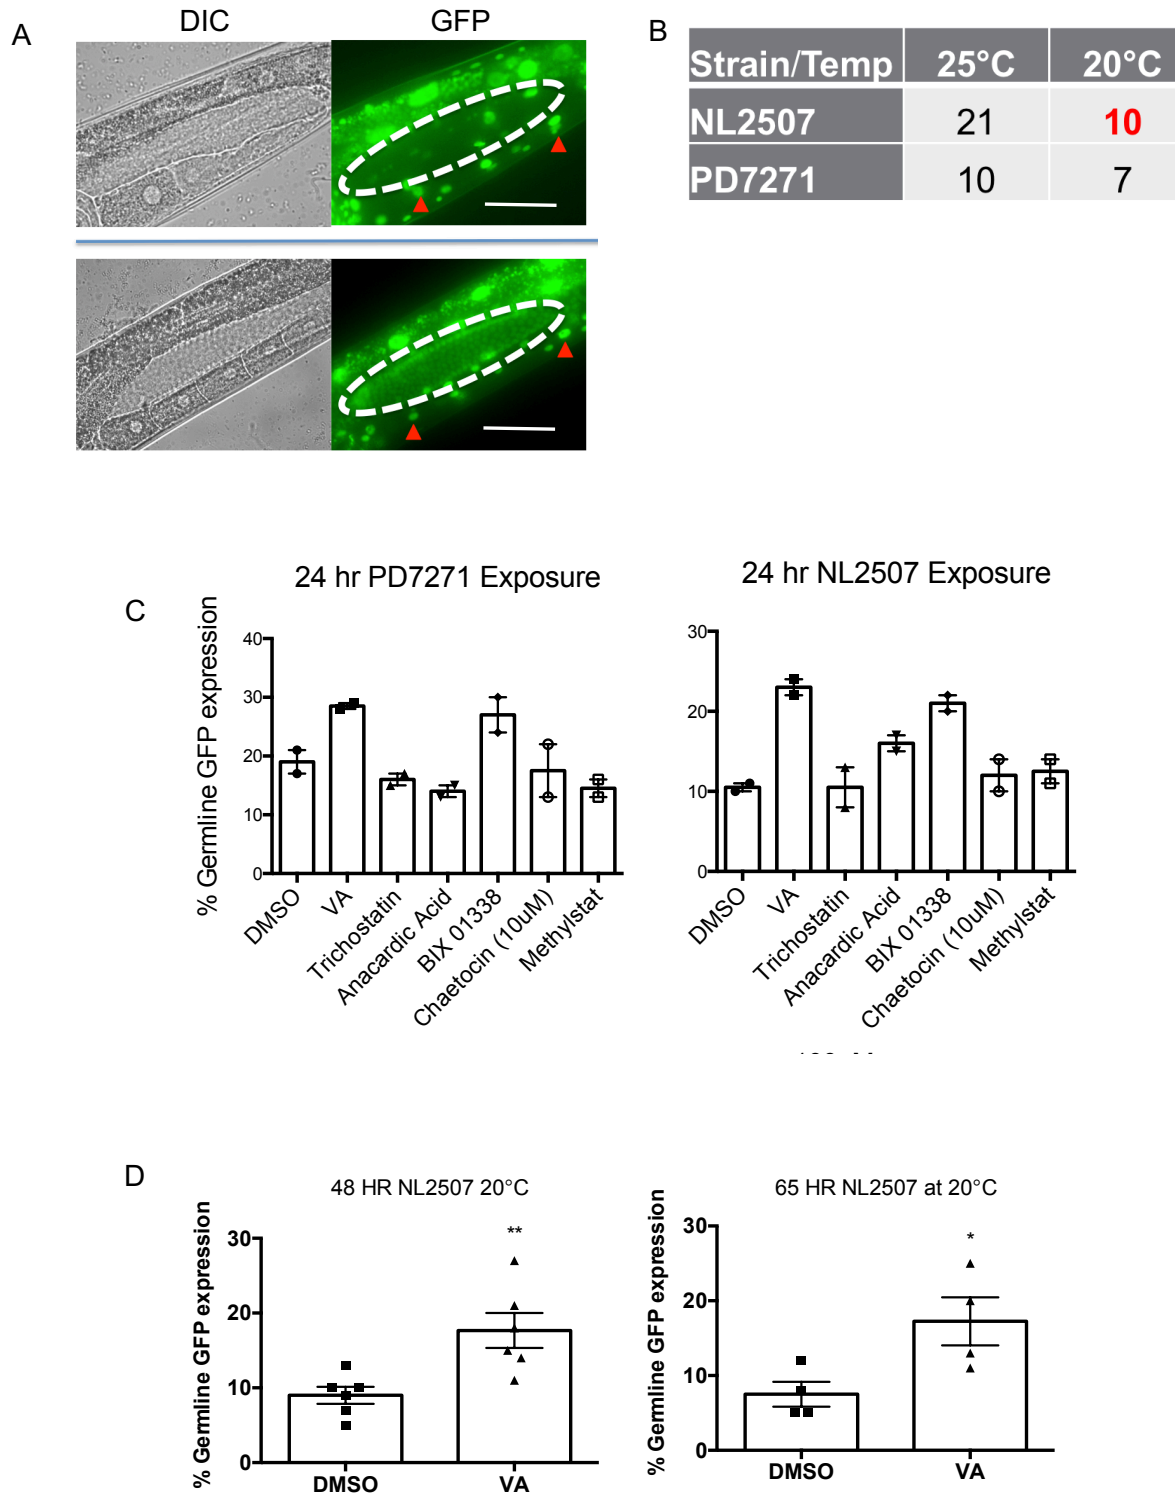 A
DIC
GFP
B
Strain/Temp 25°C 20°C
NL2507 21 10
PD7271 10 7
C
24 hr PD7271 Exposure
% Germline GFP expression
40
30
20
10
0
DMSO
VA
Trichostatin
Anacardic Acid
BIX 01338
Chaetocin (10uM)
Methylstat
24 hr NL2507 Exposure
30
20
10
0
DMSO
VA
Trichostatin
Anacardic Acid
BIX 01338
Chaetocin (10uM)
Methylstat
D
48 HR NL2507 20°C
% Germline GFP expression
30
20
10
0
**
DMSO
VA
65 HR NL2507 at 20°C
% Germline GFP expression
30
20
10
0
*
DMSO
VA